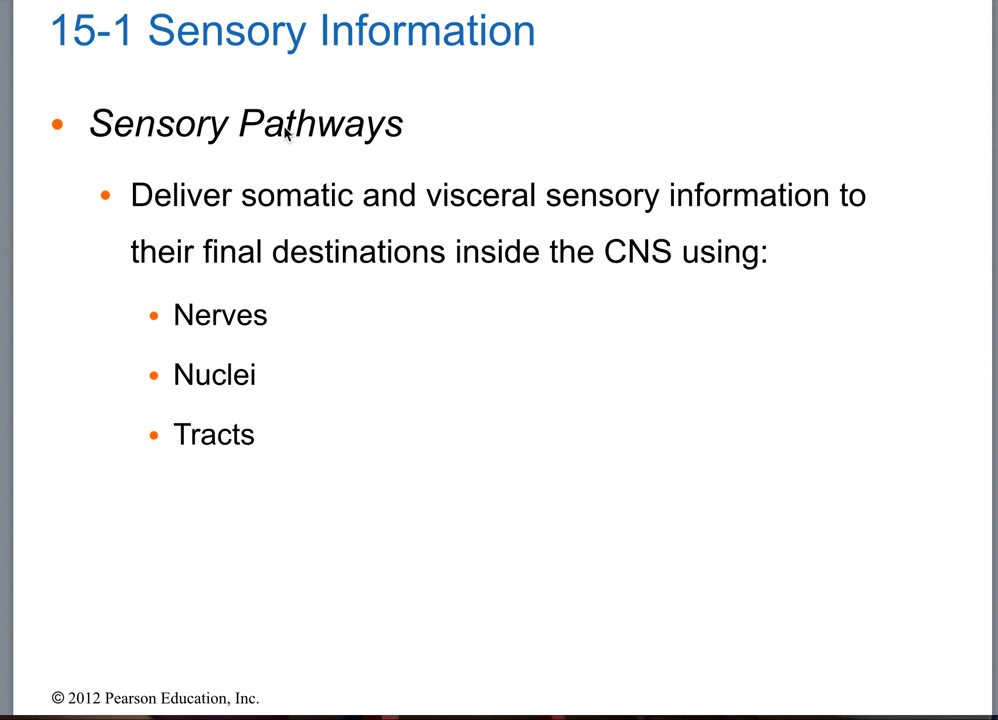 15-1 Sensory Information
• Sensory Pathways
• Deliver somatic and visceral sensory information to
their final destinations inside the CNS using:
• Nerves
• Nuclei
• Tracts
© 2012 Pearson Education, Inc.